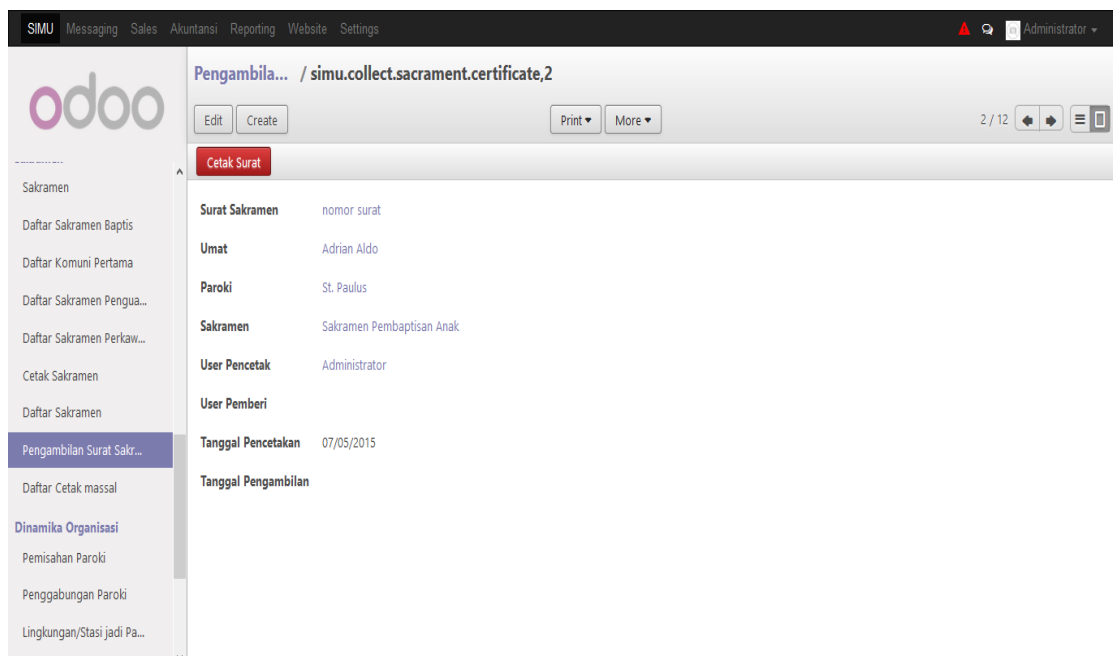 SIMU Messaging Sales Akuntansi Reporting Website Settings Administrator
odoo
Pengambila... / simu.collect.sacrament.certificate,2
Edit Create Print More 2 / 12
Cetak Surat
Sakramen
Daftar Sakramen Baptis
Daftar Komuni Pertama
Daftar Sakramen Pengua...
Daftar Sakramen Perkaw...
Cetak Sakramen
Daftar Sakramen
Pengambilan Surat Sakr...
Daftar Cetak massal
Dinamika Organisasi
Pemisahan Paroki
Penggabungan Paroki
Lingkungan/Stasi jadi Pa...
Surat Sakramen nomor surat
Umat Adrian Aldo
Paroki St. Paulus
Sakramen Sakramen Pembaptisan Anak
User Pencetak Administrator
User Pemberi
Tanggal Pencetakan 07/05/2015
Tanggal Pengambilan